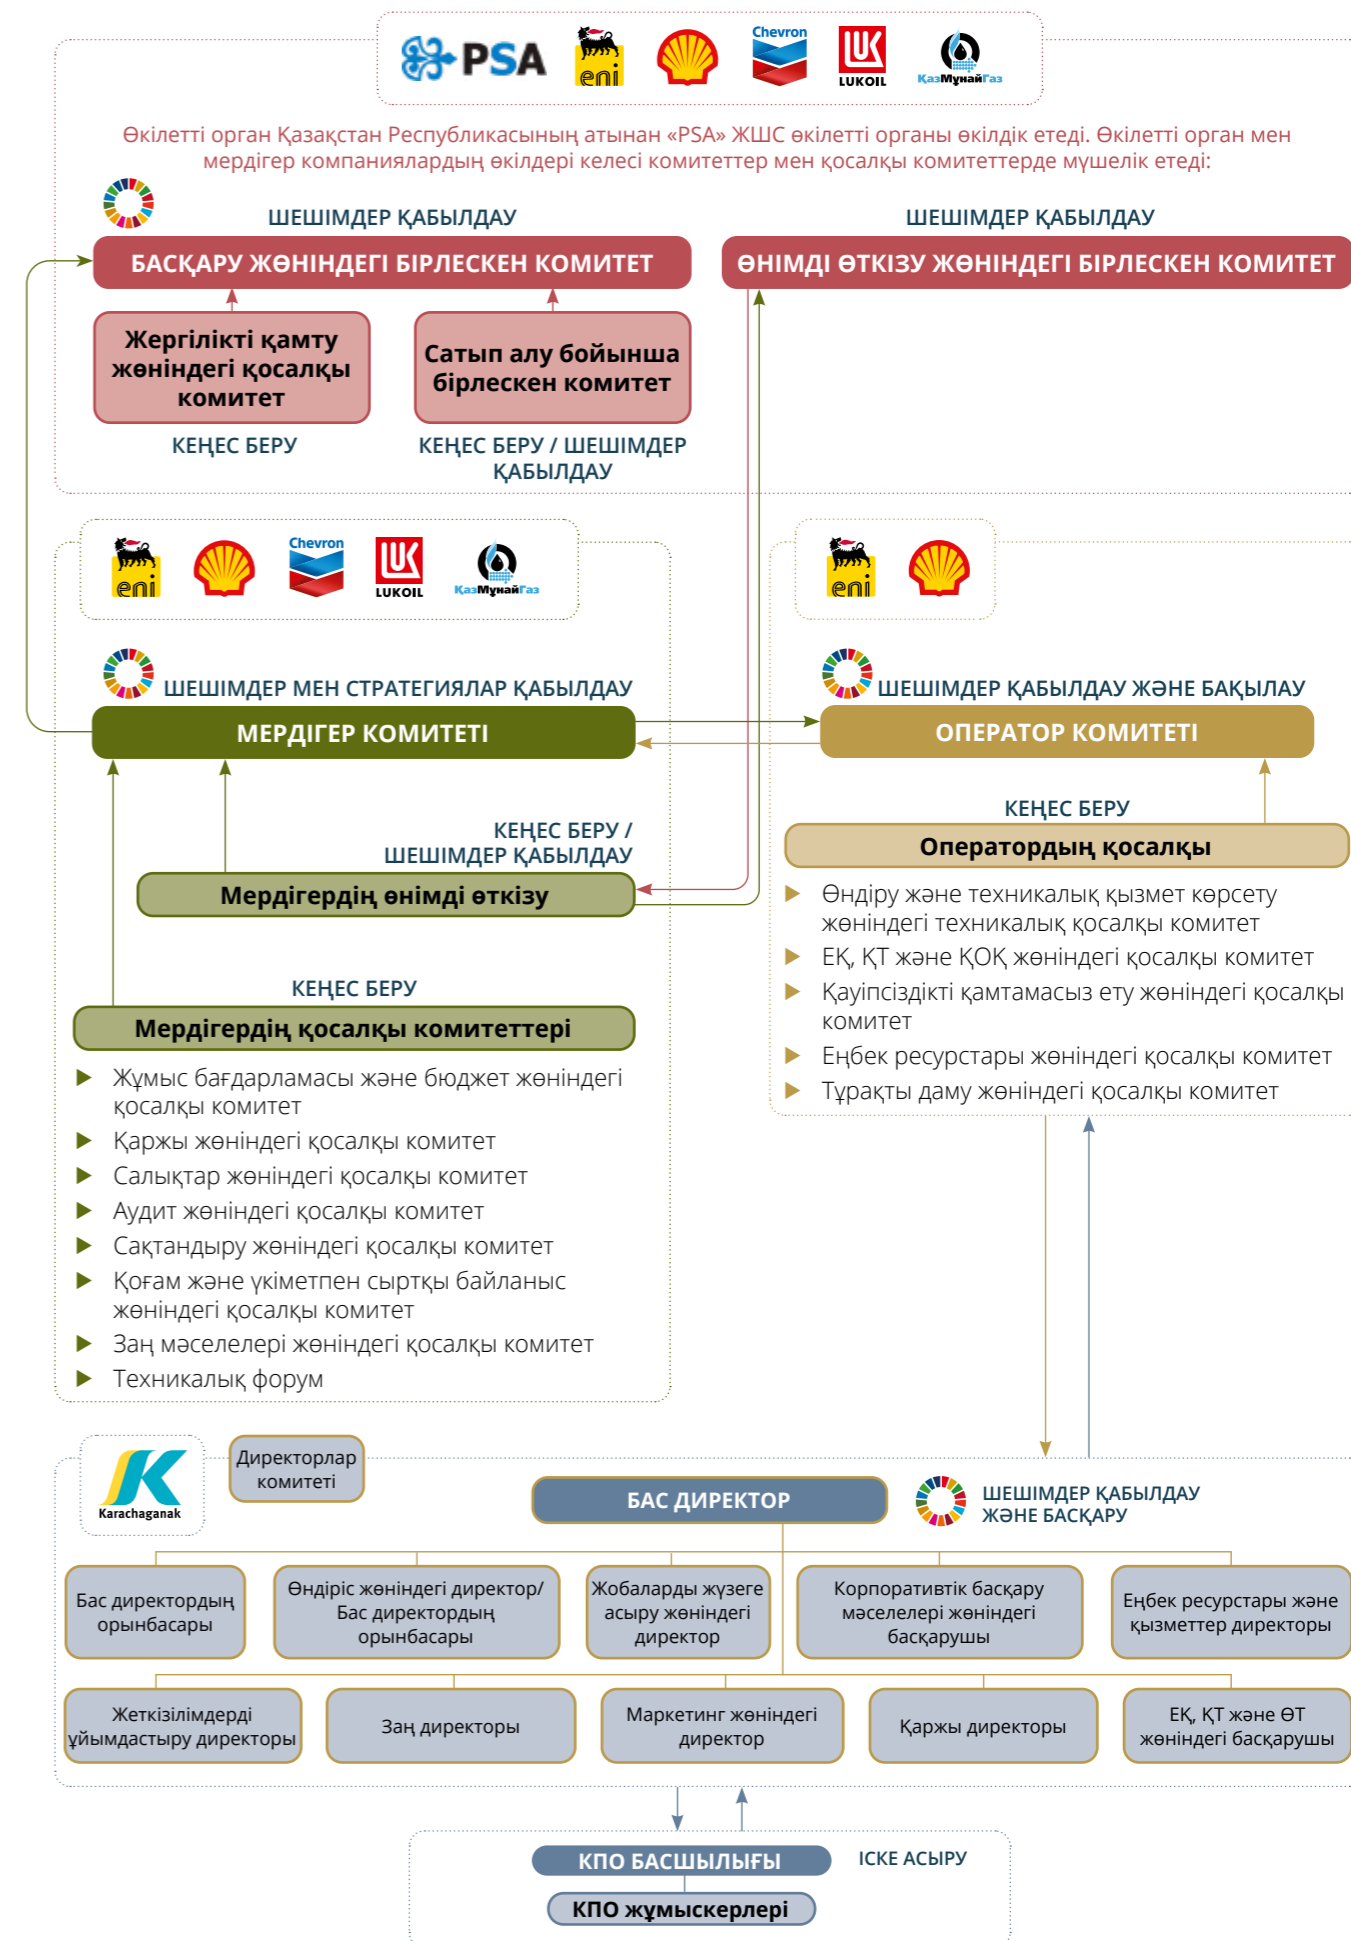 PSA
eni
Chevron
LUKOIL
ҚазМұнайГаз
Өкілетті орган Қазақстан Республикасының атынан «PSA» ЖШС өкілетті органы өкілдік етеді. Өкілетті орган мен
мердігер компаниялардың өкілдері келесі комитеттер мен қосалқы комитеттерде мүшелік етеді:
ШЕШІМДЕР ҚАБЫЛДАУ
БАСҚАРУ ЖӨНІНДЕГІ БІРЛЕСКЕН КОМИТЕТ
ШЕШІМДЕР ҚАБЫЛДАУ
ӨНІМДІ ӨТКІЗУ ЖӨНІНДЕГІ БІРЛЕСКЕН КОМИТЕТ
Жергілікті қамту
жөніндегі қосалқы
комитет
КЕҢЕС БЕРУ
Сатып алу бойынша
бірлескен комитет
КЕҢЕС БЕРУ / ШЕШІМДЕР
ҚАБЫЛДАУ
eni
Chevron
LUKOIL
ҚазМұнайГаз
ШЕШІМДЕР МЕН СТРАТЕГИЯЛАР ҚАБЫЛДАУ
МЕРДІГЕР КОМИТЕТІ
КЕҢЕС БЕРУ /
ШЕШІМДЕР ҚАБЫЛДАУ
Мердігердің өнімді өткізу
КЕҢЕС БЕРУ
Мердігердің қосалқы комитеттері
Жұмыс бағдарламасы және бюджет жөніндегі
қосалқы комитет
Қаржы жөніндегі қосалқы комитет
Салықтар жөніндегі қосалқы комитет
Аудит жөніндегі қосалқы комитет
Сақтандыру жөніндегі қосалқы комитет
Қоғам және үкіметпен сыртқы байланыс
жөніндегі қосалқы комитет
Заң мәселелері жөніндегі қосалқы комитет
Техникалық форум
eni
ШЕШІМДЕР ҚАБЫЛДАУ ЖӘНЕ БАҚЫЛАУ
ОПЕРАТОР КОМИТЕТІ
КЕҢЕС БЕРУ
Оператордың қосалқы
Өндіру және техникалық қызмет көрсету
жөніндегі техникалық қосалқы комитет
ЕҚ, ҚТ және ҚОҚ жөніндегі қосалқы комитет
Қауіпсіздікті қамтамасыз ету жөніндегі қосалқы
комитет
Еңбек ресурстары жөніндегі қосалқы комитет
Тұрақты даму жөніндегі қосалқы комитет
Karachaganak
Директорлар
комитеті
БАС ДИРЕКТОР
ШЕШІМДЕР ҚАБЫЛДАУ
ЖӘНЕ БАСҚАРУ
Бас директордың
орынбасары
Өндіріс жөніндегі директор/
Бас директордың
орынбасары
Жобаларды жүзеге
асыру жөніндегі
директор
Корпоративтік басқару
мәселелері жөніндегі
басқарушы
Еңбек ресурстары және
қызметтер директоры
Жеткізілімдерді
ұйымдастыру директоры
Заң директоры
Маркетинг жөніндегі
директор
Қаржы директоры
ЕҚ, ҚТ және ӨТ
жөніндегі басқарушы
КПО БАСШЫЛЫҒЫ
ІСКЕ АСЫРУ
КПО жұмыскерлері